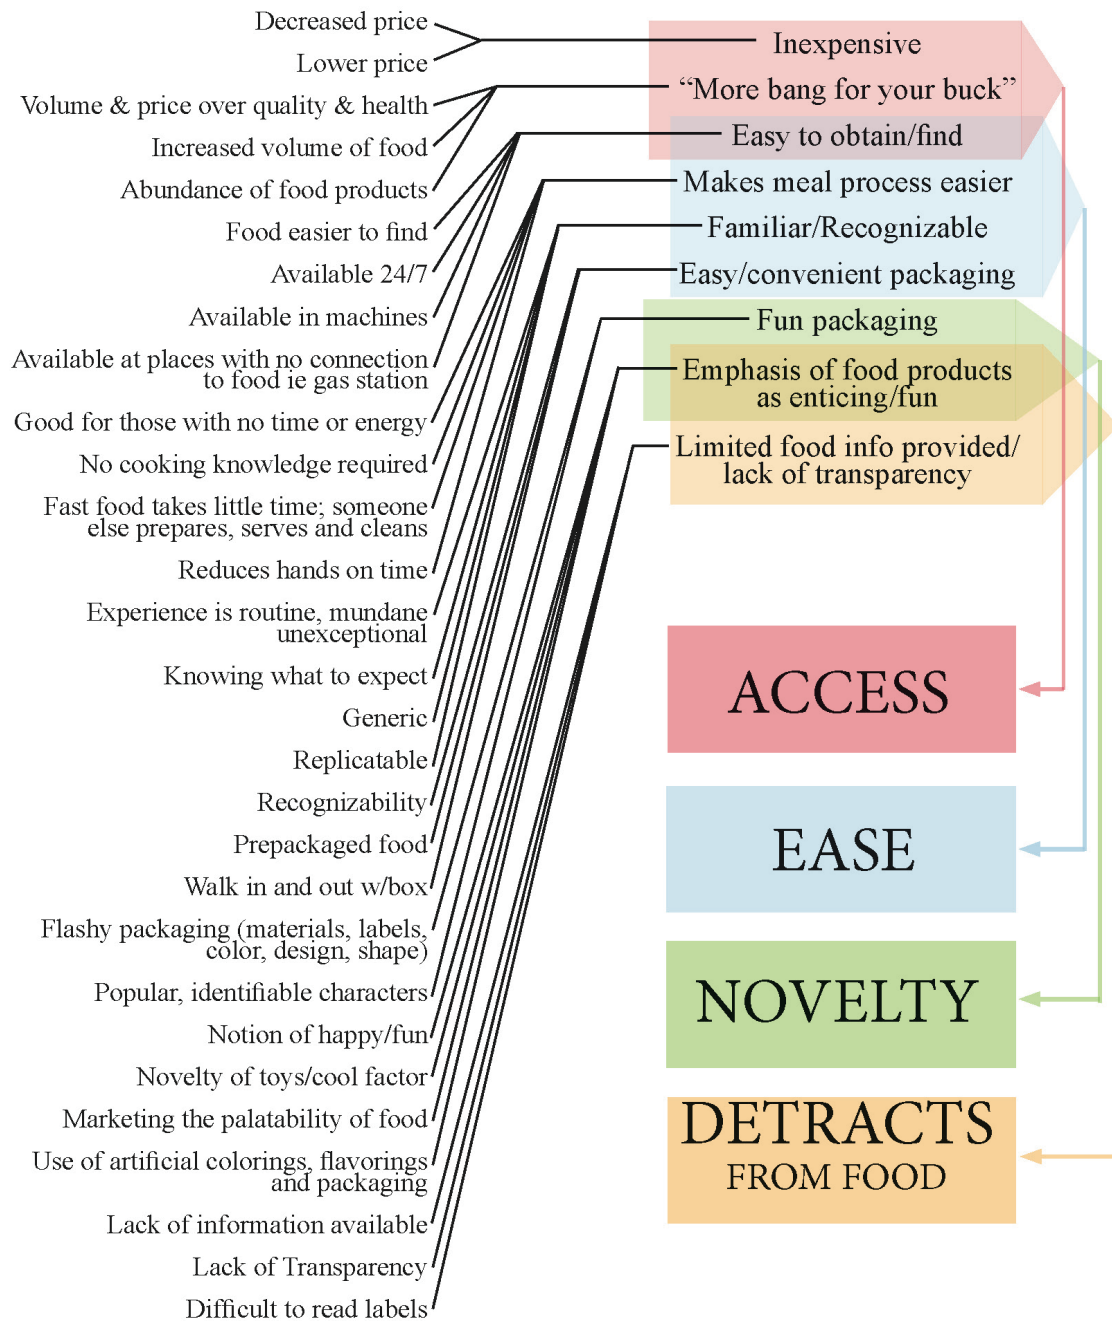 Decreased price
Lower price
Volume & price over quality & health
Increased volume of food
Abundance of food products
Food easier to find
Available 24/7
Available in machines
Available at places with no connection
to food ie gas station
Good for those with no time or energy
No cooking knowledge required
Fast food takes little time; someone
else prepares, serves and cleans
Reduces hands on time
Experience is routine, mundane
unexceptional
Knowing what to expect
Generic
Replicatable
Recognizability
Prepackaged food
Walk in and out w/box
Flashy packaging (materials, labels,
color, design, shape)
Popular, identifiable characters
Notion of happy/fun
Novelty of toys/cool factor
Marketing the palatability of food
Use of artificial colorings, flavorings
and packaging
Lack of information available
Lack of Transparency
Difficult to read labels
Inexpensive
“More bang for your buck”
Easy to obtain/find
Makes meal process easier
Familiar/Recognizable
Easy/convenient packaging
Fun packaging
Emphasis of food products
as enticing/fun
Limited food info provided/
lack of transparency
ACCESS
EASE
NOVELTY
DETRACTS
FROM FOOD